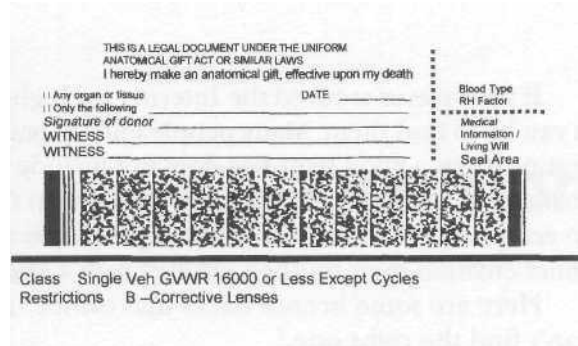 THIS IS A LEGAL DOCUMENT UNDER THE UNIFORM
ANATOMICAL GIFT ACT OR SIMILAR LAWS
I hereby make an anatomical gift, effective upon my death
[ ] Any organ or tissue DATE
[ ] Only the following
Signature of donor
WITNESS
WITNESS
Blood Type
RH Factor
Medical
Information /
Living Will
Seal Area
Class Single Veh GVWR 16000 or Less Except Cycles
Restrictions B –Corrective Lenses